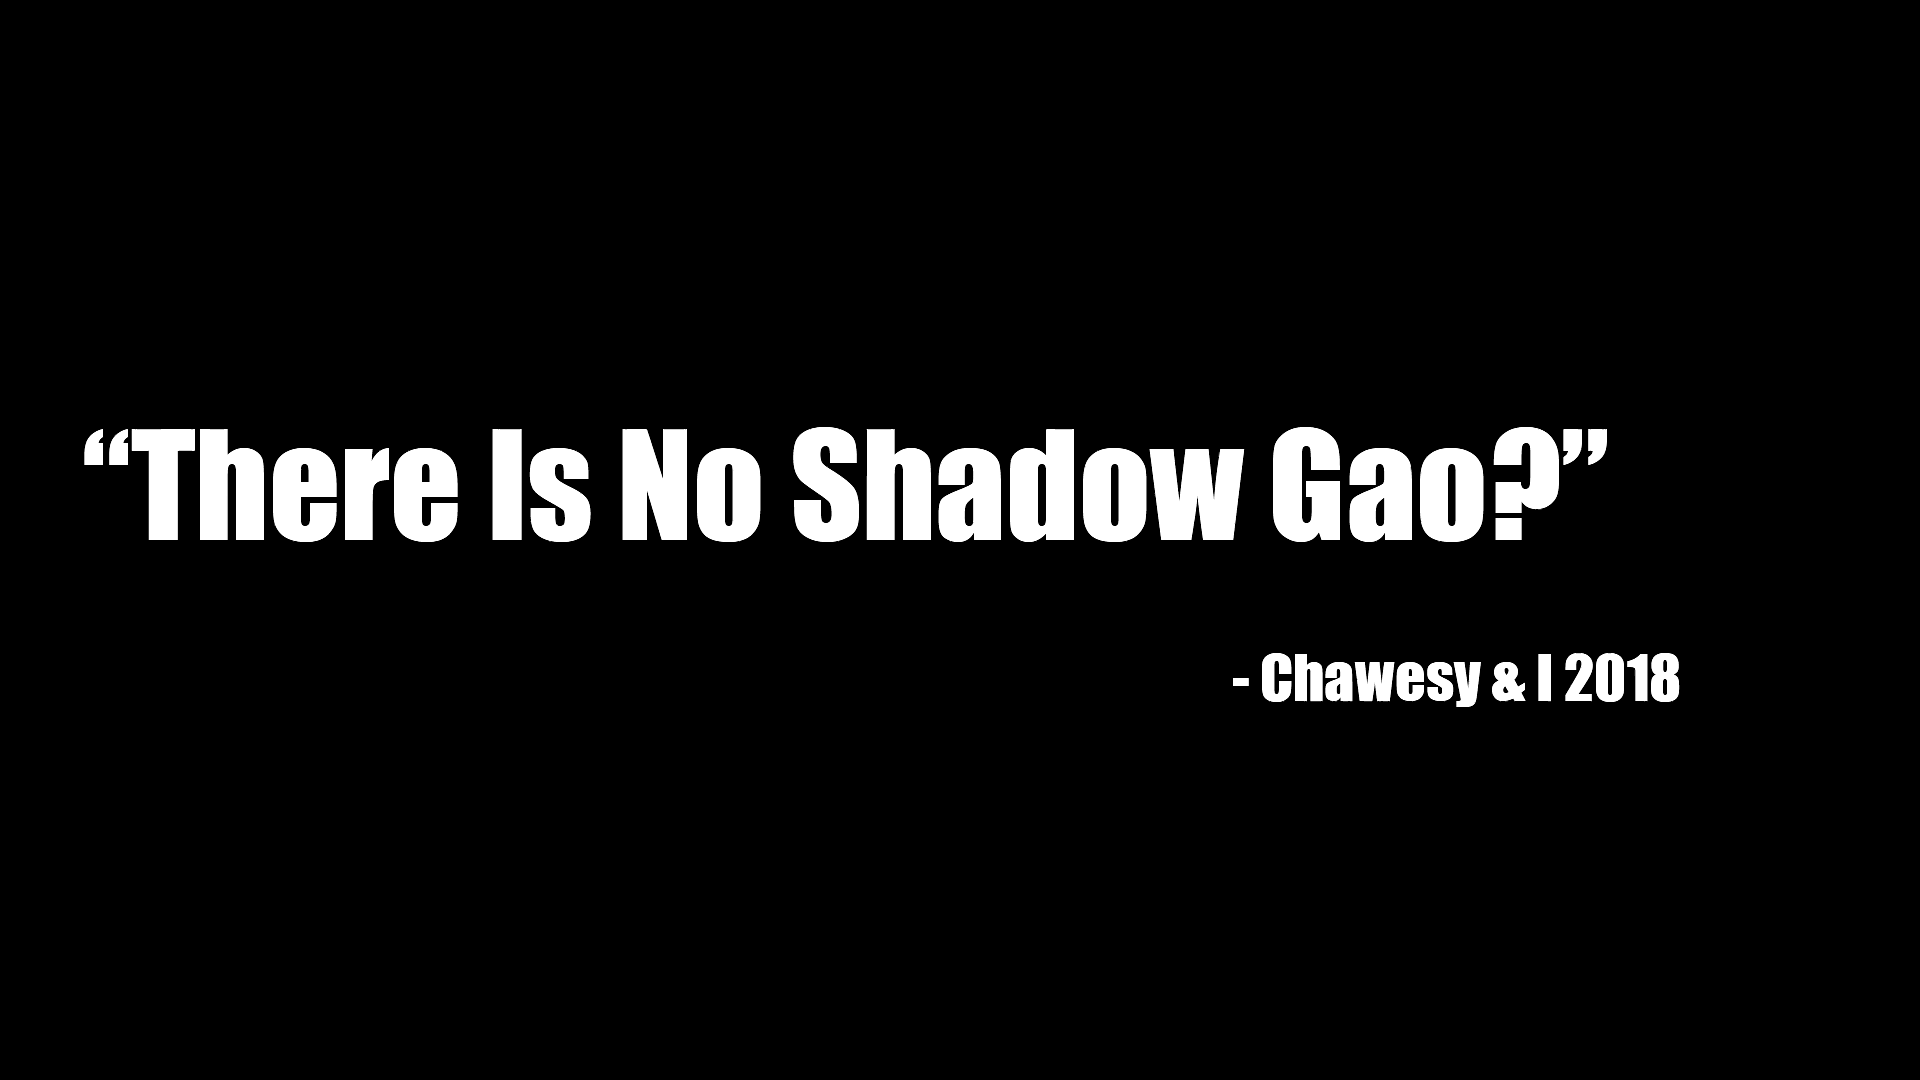 “There Is No Shadow Gao?”
- Chawesy & I 2018